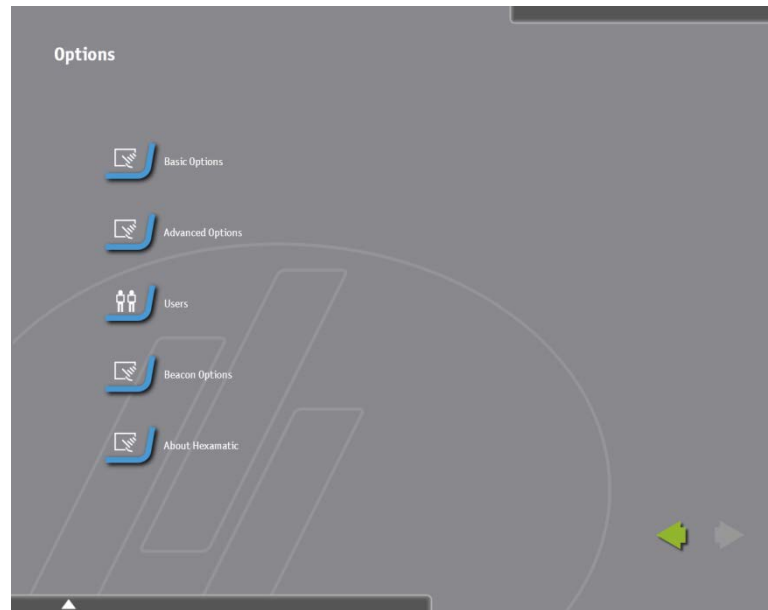 Options
Basic Options
Advanced Options
Users
Beacon Options
About Hexamatic